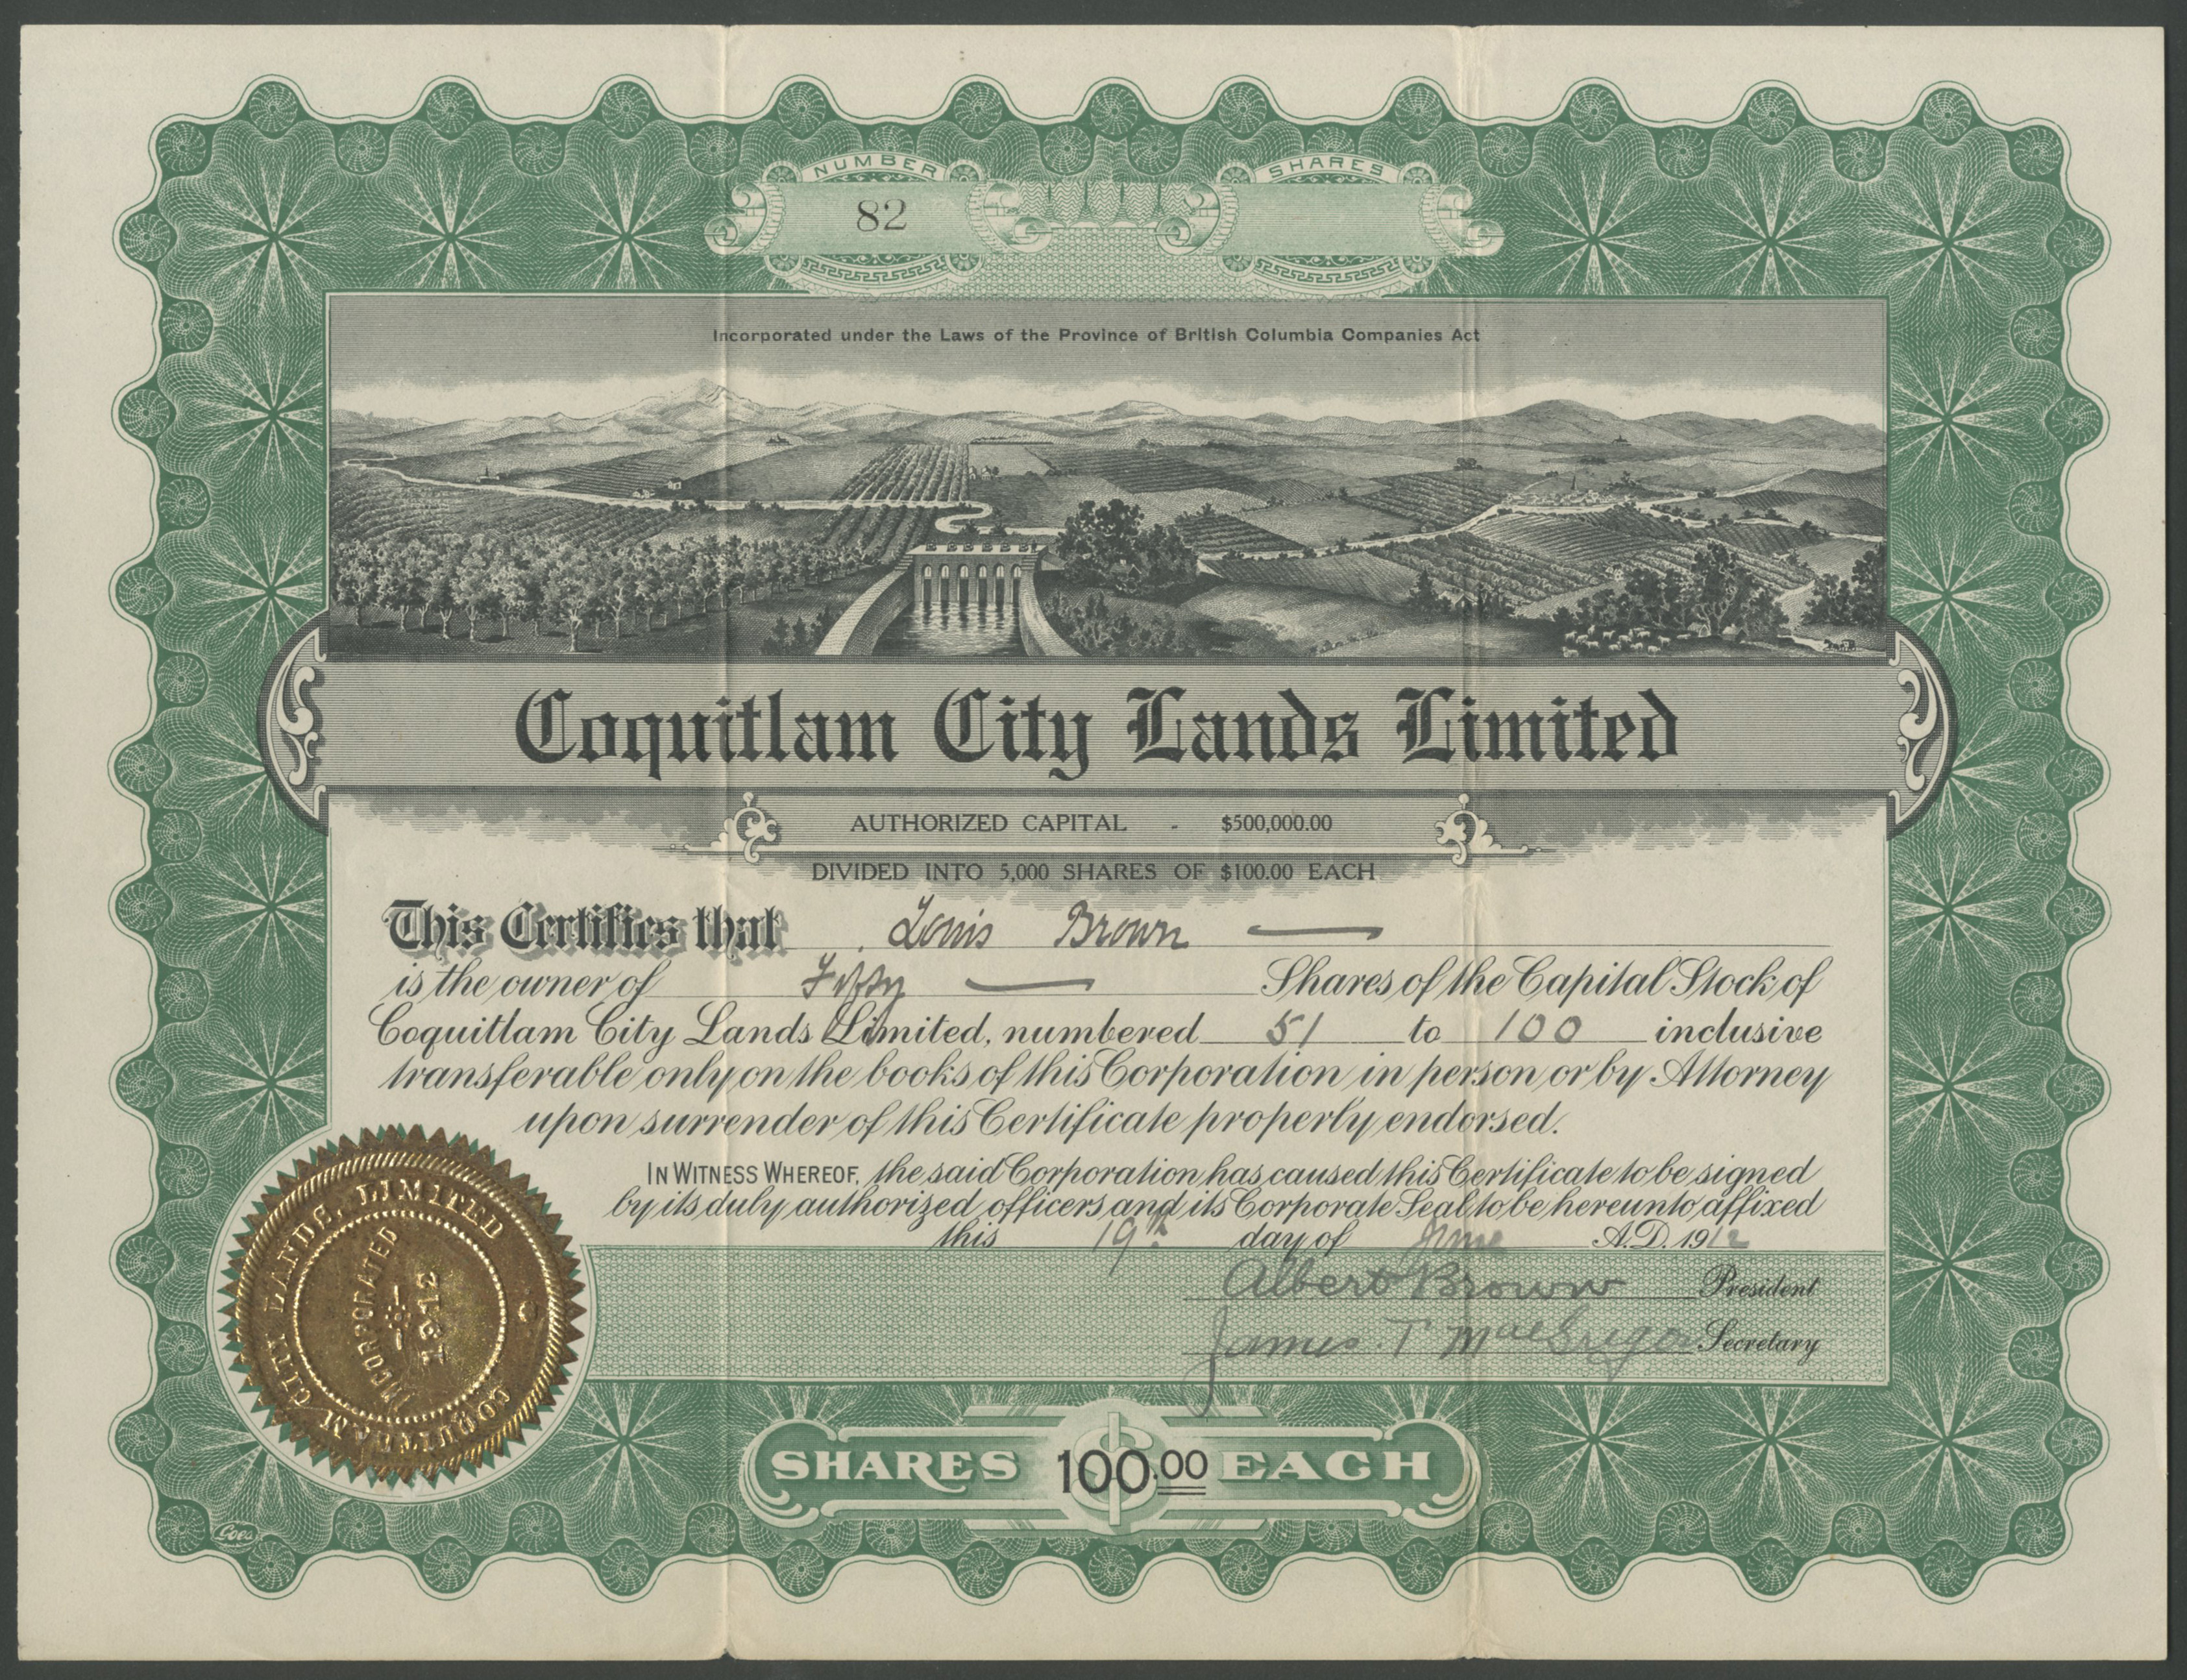 NUMBER
82
SHARES
Incorporated under the Laws of the Province of British Columbia Companies Act
Coquitlam City Lands Limited
AUTHORIZED CAPITAL - $500,000.00
DIVIDED INTO 5,000 SHARES OF $100.00 EACH
This Certifies that Louis Brown
is the owner of Fifty Shares of the Capital Stock of
Coquitlam City Lands Limited, numbered 51 to 100 inclusive
transferable only on the books of this Corporation in person or by Attorney
upon surrender of this Certificate properly endorsed.
IN WITNESS WHEREOF, the said Corporation has caused this Certificate to be signed
by its duly authorized officers and its Corporate Seal to be hereunto affixed
this 19th day of June A.D. 1912
Albert Brown President
James T MacGregor Secretary
COQUITLAM CITY LANDS, LIMITED
INCORPORATED
1912
SHARES $100.00 EACH
Goes